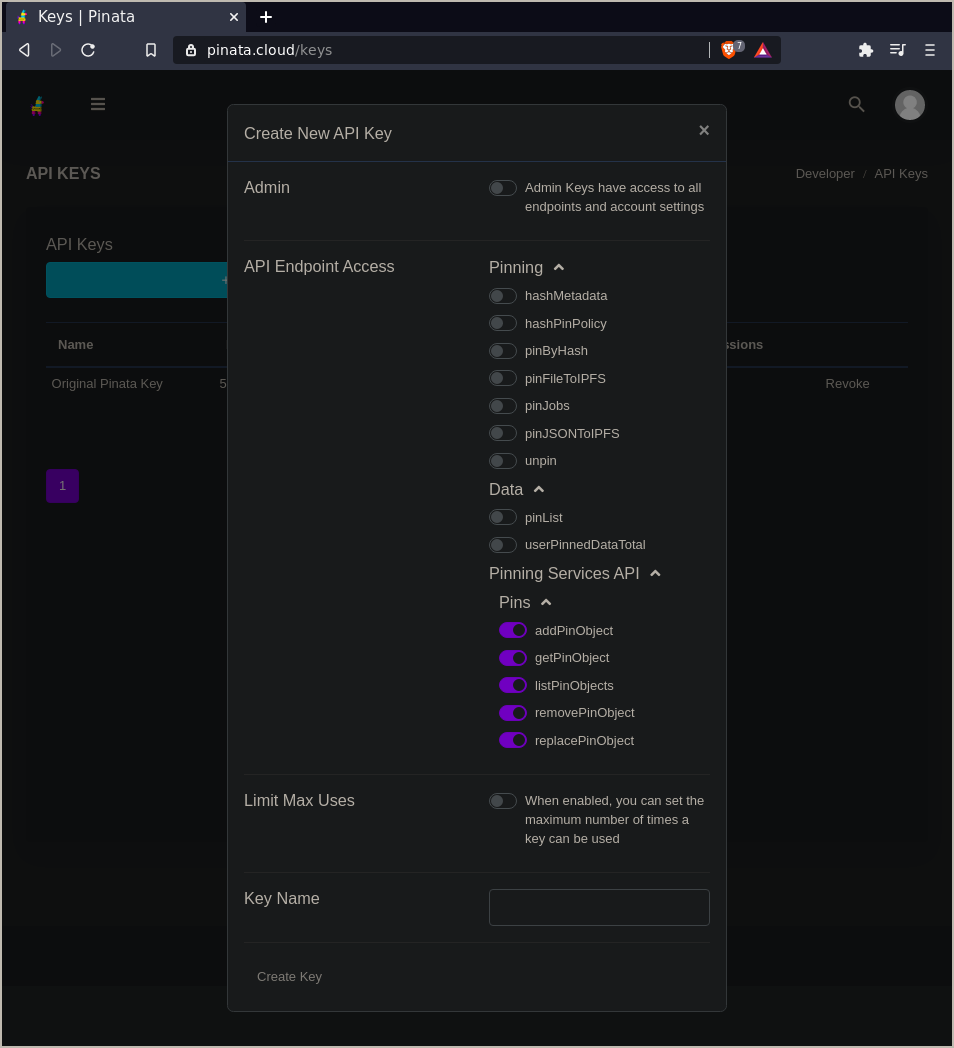 Keys | Pinata
pinata.cloud/keys
7
Create New API Key
API KEYS
Developer / API Keys
Admin
Admin Keys have access to all
endpoints and account settings
API Keys
API Endpoint Access
Pinning
hashMetadata
hashPinPolicy
Name
pinByHash
ssions
Original Pinata Key
5
pinFileToIPFS
Revoke
pinJobs
pinJSONToIPFS
unpin
1
Data
pinList
userPinnedDataTotal
Pinning Services API
Pins
addPinObject
getPinObject
listPinObjects
removePinObject
replacePinObject
Limit Max Uses
When enabled, you can set the
maximum number of times a
key can be used
Key Name
Create Key